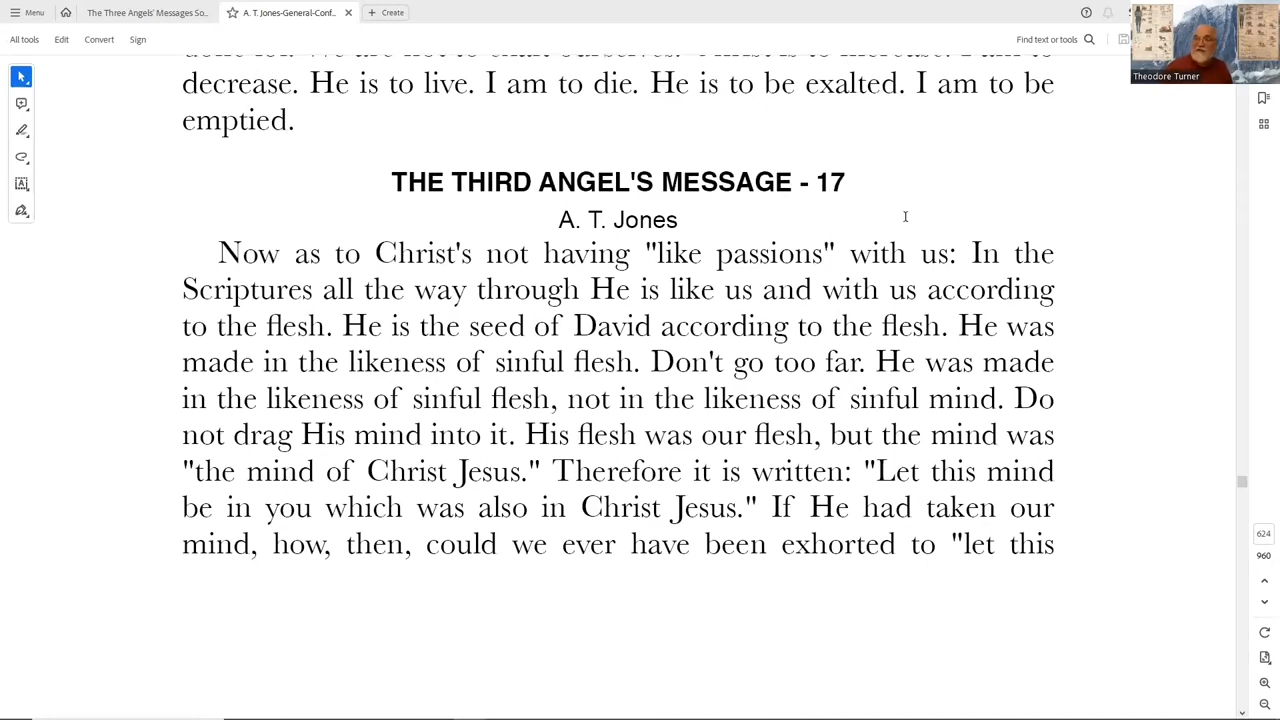 Menu
The Three Angels' Messages So...
A. T. Jones-General-Conf...
Create
All tools
Edit
Convert
Sign
Find text or tools
Theodore Turner
decrease. He is to live. I am to die. He is to be exalted. I am to be
emptied.
THE THIRD ANGEL'S MESSAGE - 17
A. T. Jones
Now as to Christ's not having "like passions" with us: In the
Scriptures all the way through He is like us and with us according
to the flesh. He is the seed of David according to the flesh. He was
made in the likeness of sinful flesh. Don't go too far. He was made
in the likeness of sinful flesh, not in the likeness of sinful mind. Do
not drag His mind into it. His flesh was our flesh, but the mind was
"the mind of Christ Jesus." Therefore it is written: "Let this mind
be in you which was also in Christ Jesus." If He had taken our
mind, how, then, could we ever have been exhorted to "let this
624
960